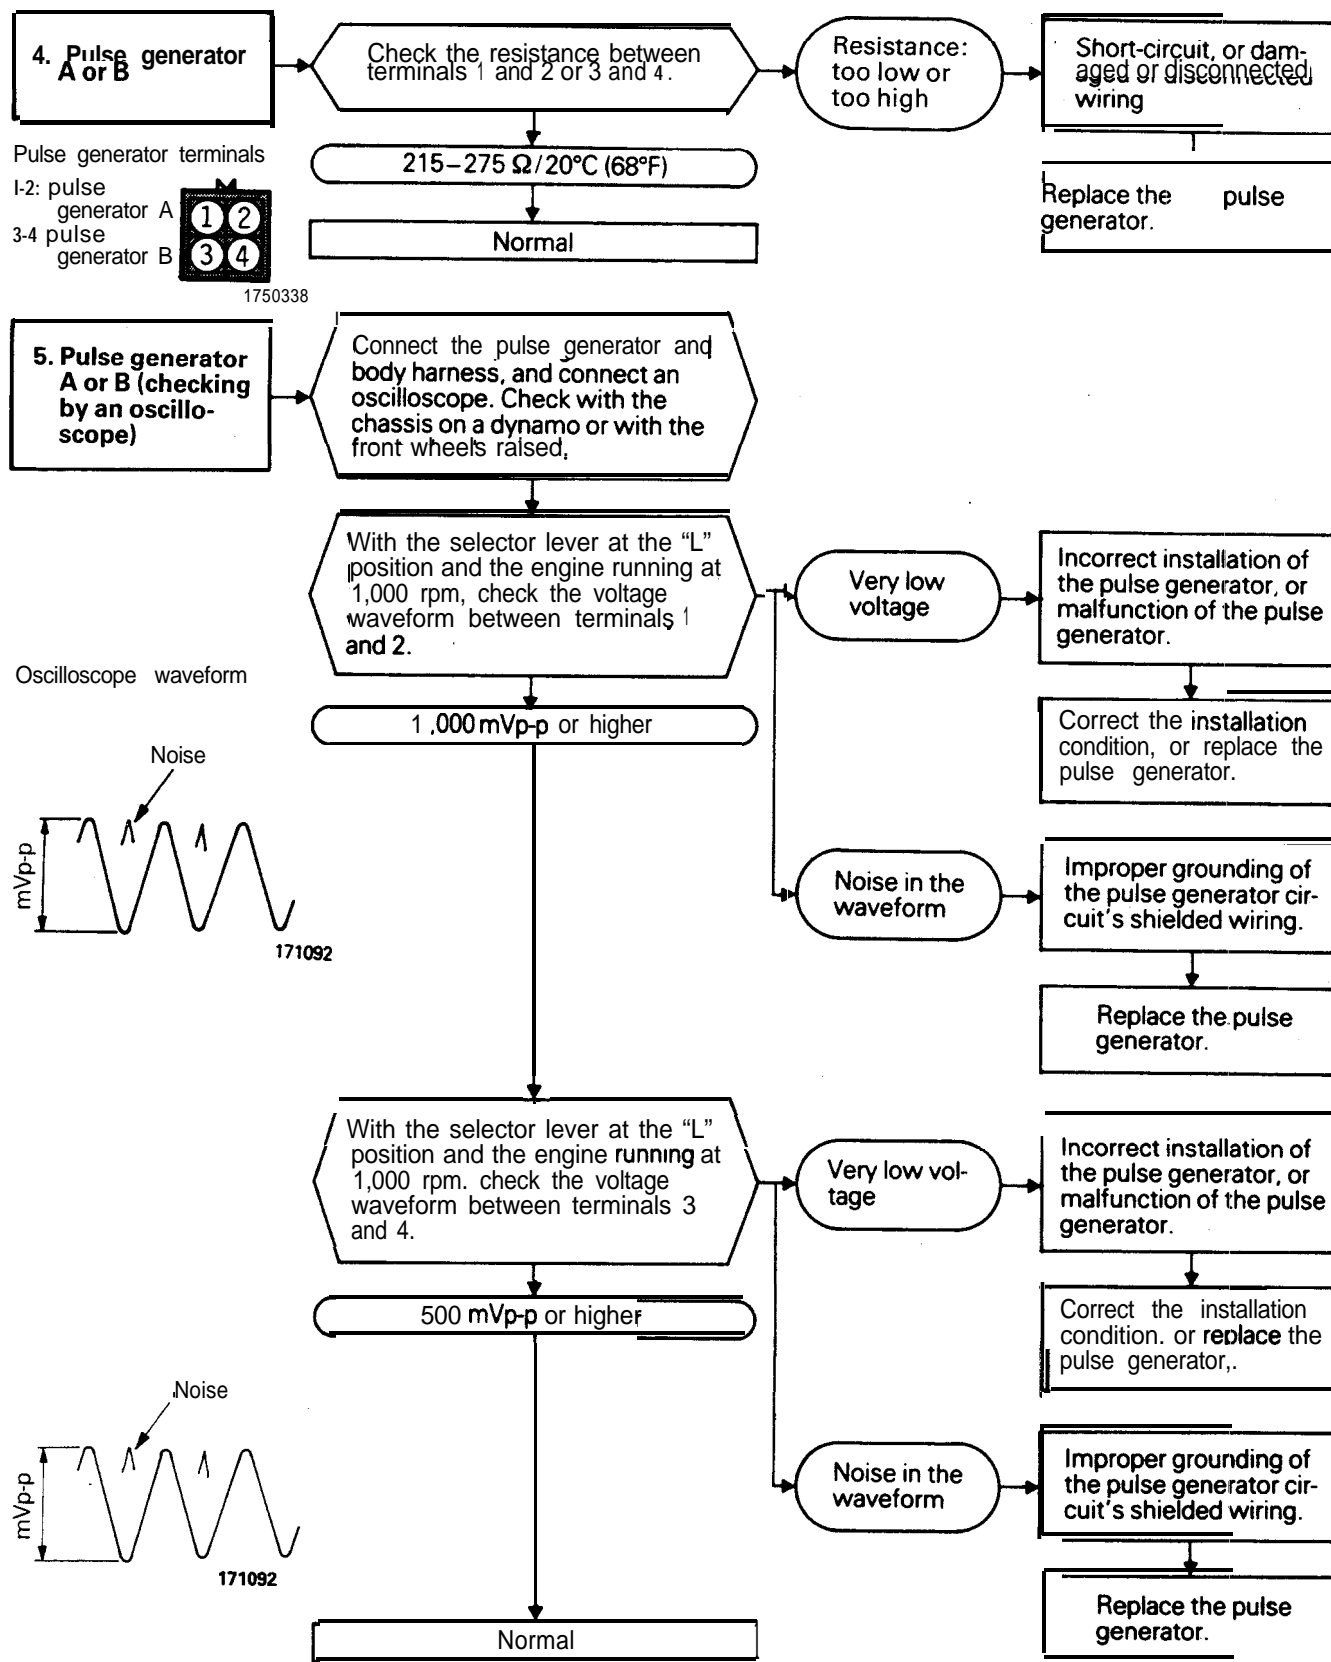 4. Pulse generator
A or B
Check the resistance between
terminals 1 and 2 or 3 and 4.
Resistance:
too low or
too high
Short-circuit, or dam-
aged or disconnected
wiring
Replace the pulse
generator.
215–275 Ω/20°C (68°F)
Normal
Pulse generator terminals
I-2: pulse
generator A
3-4 pulse
generator B
1 2
3 4
1750338
5. Pulse generator
A or B (checking
by an oscillo-
scope)
Connect the pulse generator and
body harness, and connect an
oscilloscope. Check with the
chassis on a dynamo or with the
front wheels raised.
With the selector lever at the “L”
position and the engine running at
1,000 rpm, check the voltage
waveform between terminals 1
and 2.
Very low
voltage
Incorrect installation of
the pulse generator, or
malfunction of the pulse
generator.
Correct the installation
condition, or replace the
pulse generator.
1,000 mVp-p or higher
Oscilloscope waveform
Noise
mVp-p
171092
Noise in the
waveform
Improper grounding of
the pulse generator cir-
cuit's shielded wiring.
Replace the pulse
generator.
With the selector lever at the “L”
position and the engine running at
1,000 rpm. check the voltage
waveform between terminals 3
and 4.
Very low vol-
tage
Incorrect installation of
the pulse generator, or
malfunction of the pulse
generator.
Correct the installation
condition. or replace the
pulse generator,.
500 mVp-p or higher
Noise
mVp-p
171092
Noise in the
waveform
Improper grounding of
the pulse generator cir-
cuit's shielded wiring.
Replace the pulse
generator.
Normal